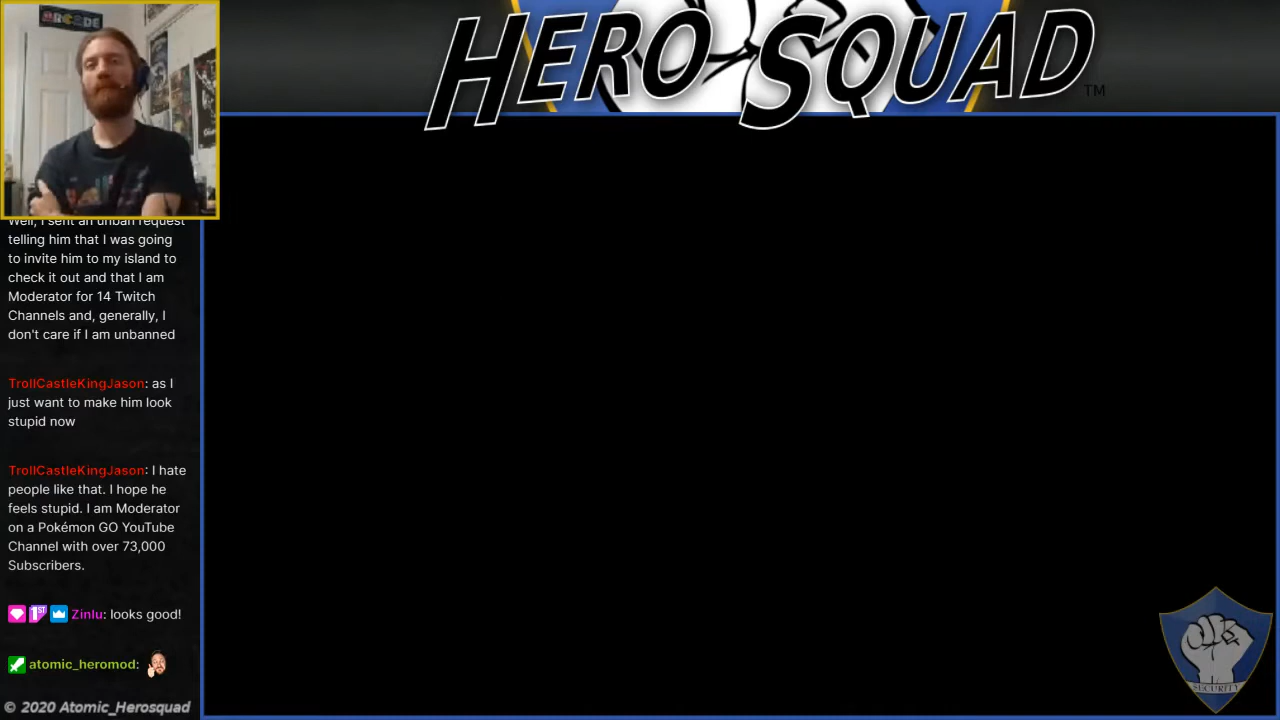 ARCADE
HERO SQUAD
TM
Well, I sent an unban request
telling him that I was going
to invite him to my island to
check it out and that I am
Moderator for 14 Twitch
Channels and, generally, I
don't care if I am unbanned
TrollCastleKingJason: as I
just want to make him look
stupid now
TrollCastleKingJason: I hate
people like that. I hope he
feels stupid. I am Moderator
on a Pokémon GO YouTube
Channel with over 73,000
Subscribers.
1ST Zinlu: looks good!
atomic_heromod:
SECURITY
© 2020 Atomic_Herosquad